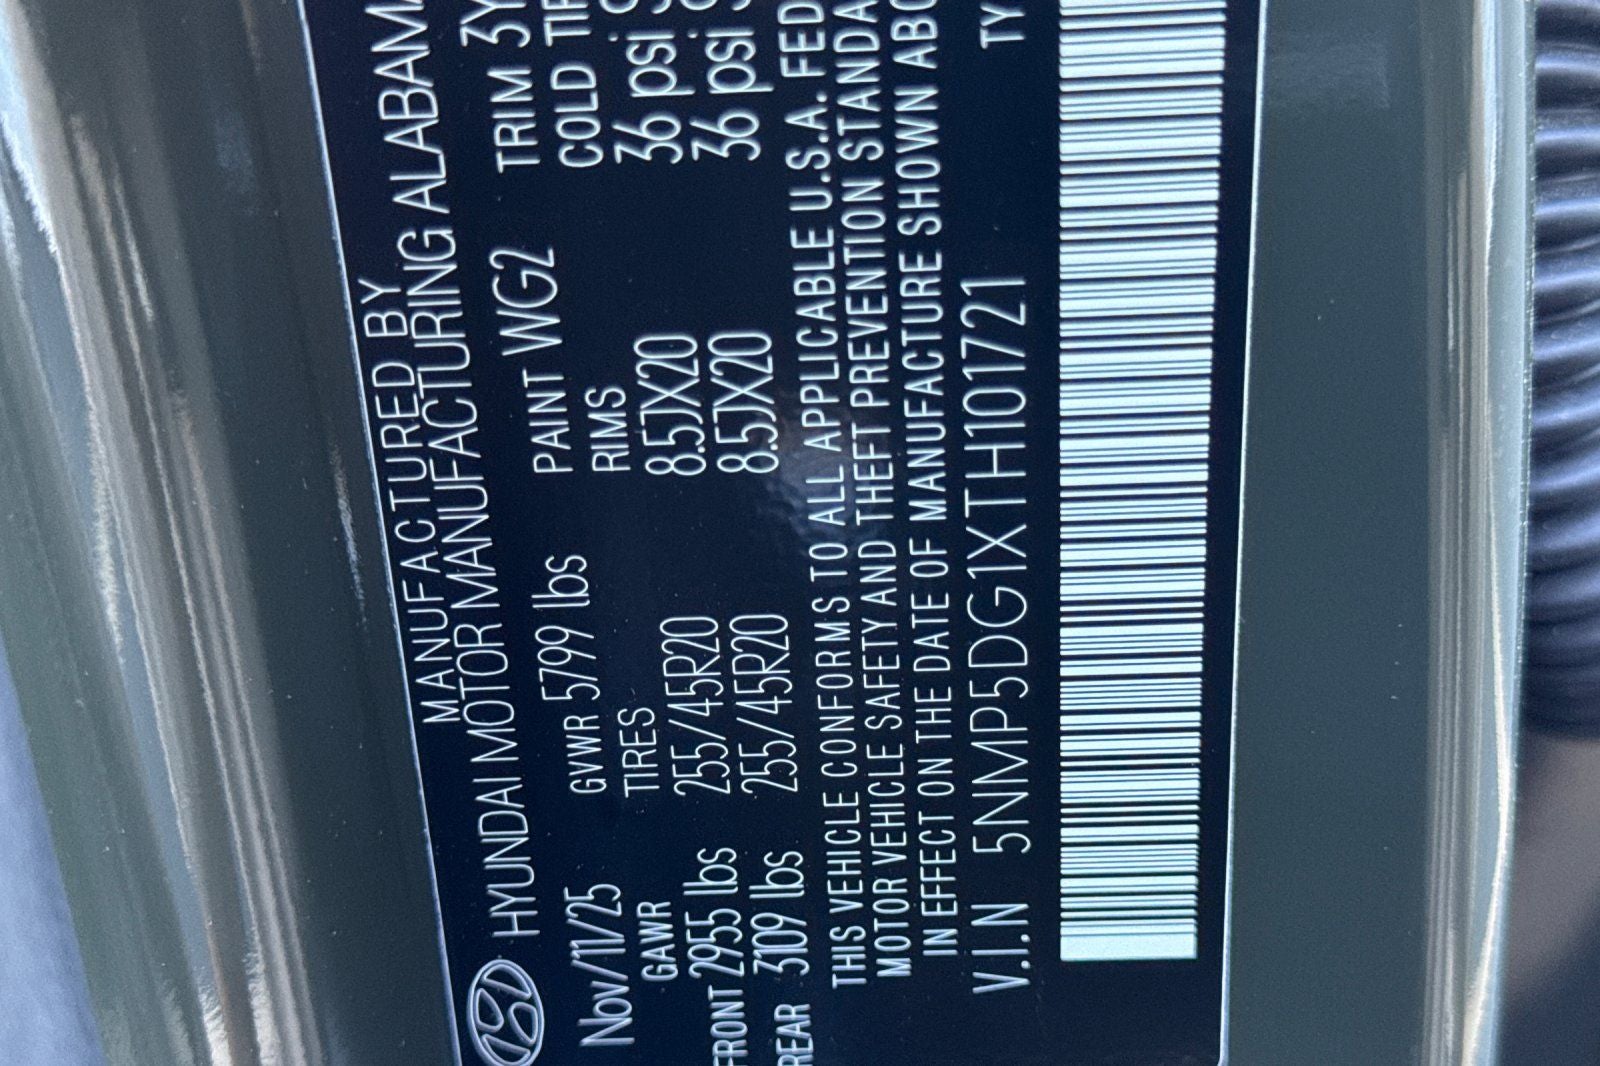 MANUFACTURED BY
HYUNDAI MOTOR MANUFACTURING ALABAMA
Nov/11/25 GVWR 5799 lbs PAINT WG2 TRIM 3Y
GAWR TIRES RIMS COLD TIR
FRONT 2955 lbs 255/45R20 8.5JX20 36 psi
REAR 3109 lbs 255/45R20 8.5JX20 36 psi
THIS VEHICLE CONFORMS TO ALL APPLICABLE U.S.A. FED
MOTOR VEHICLE SAFETY AND THEFT PREVENTION STANDA
IN EFFECT ON THE DATE OF MANUFACTURE SHOWN ABO
V.I.N 5NMP5DG1XTH101721 TY